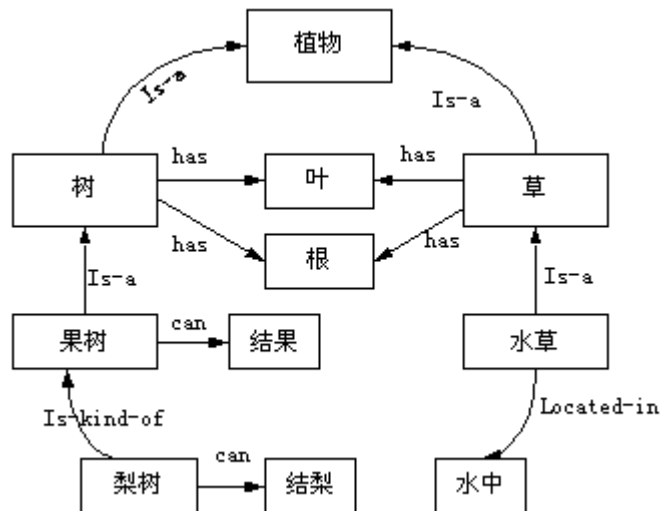 植物
Is-a
Is-a
has
has
树
叶
草
has
根
has
Is-a
Is-a
can
果树
结果
水草
Is-kind-of
Located-in
can
梨树
结梨
水中